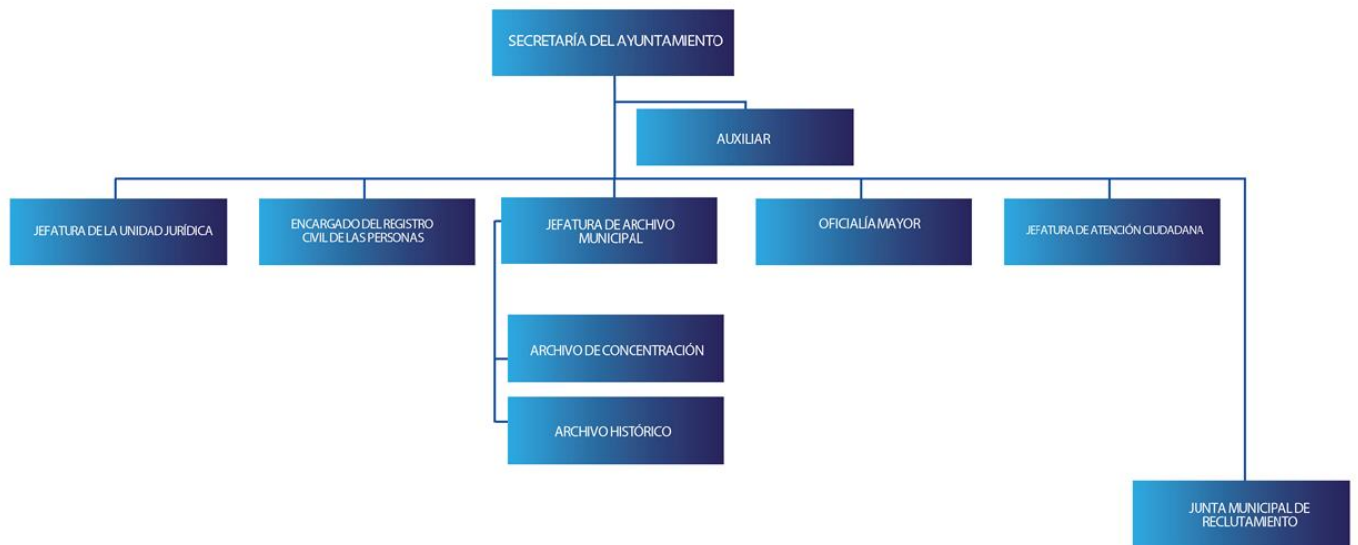 SECRETARÍA DEL AYUNTAMIENTO
AUXILIAR
JEFATURA DE LA UNIDAD JURÍDICA
ENCARGADO DEL REGISTRO
CIVIL DE LAS PERSONAS
JEFATURA DE ARCHIVO
MUNICIPAL
OFICIALÍA MAYOR
JEFATURA DE ATENCIÓN CIUDADANA
ARCHIVO DE CONCENTRACIÓN
ARCHIVO HISTÓRICO
JUNTA MUNICIPAL DE
RECLUTAMIENTO